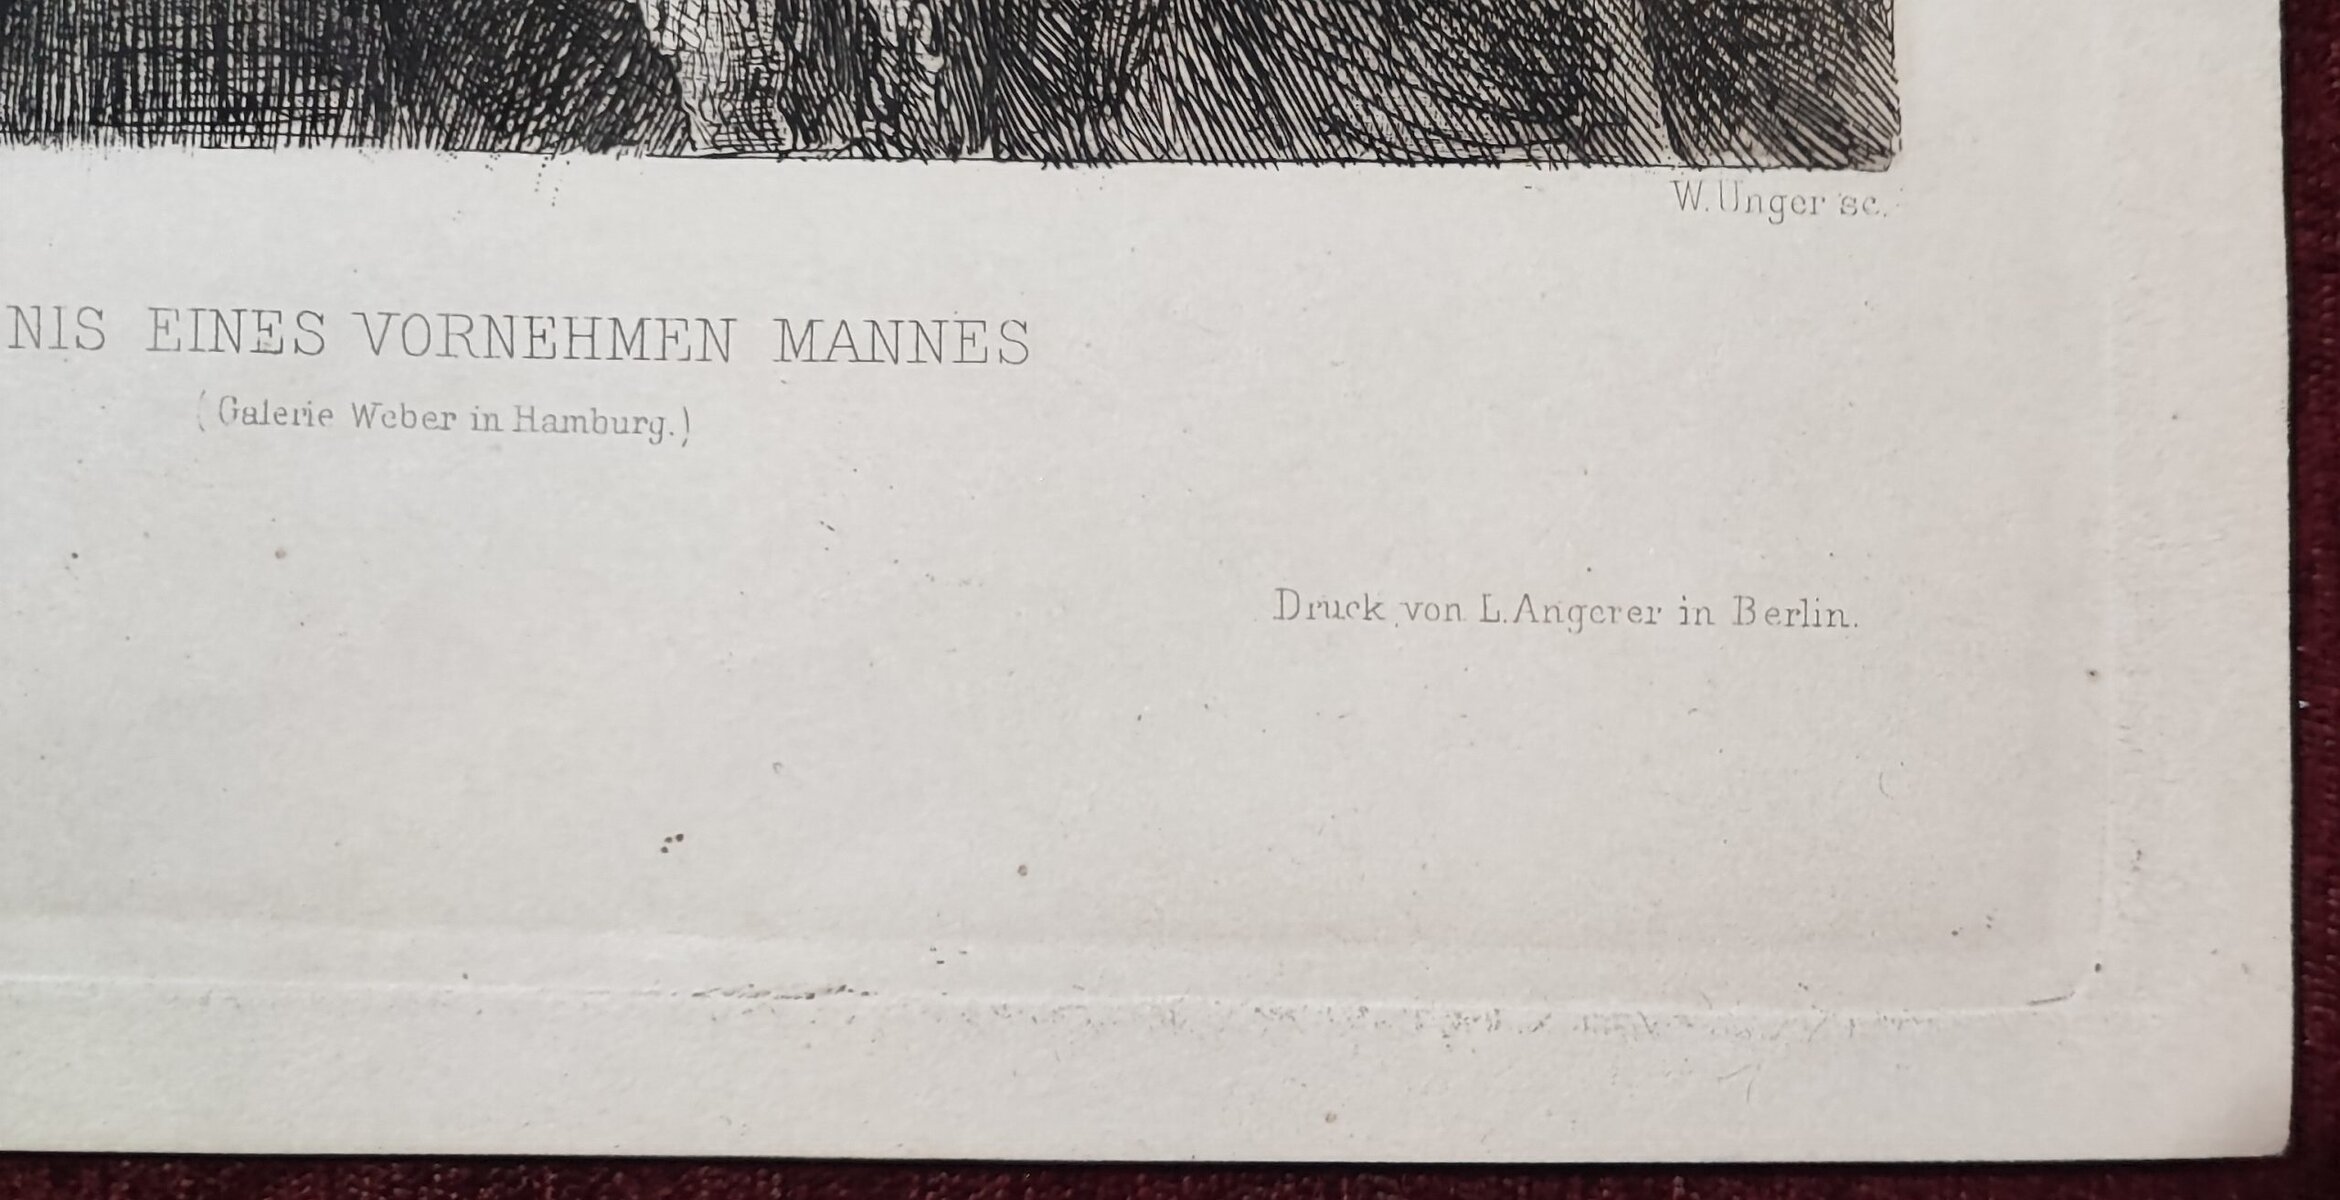 W. Unger sc.
NIS EINES VORNEHMEN MANNES
(Galerie Weber in Hamburg.)
Druck von L. Angerer in Berlin.